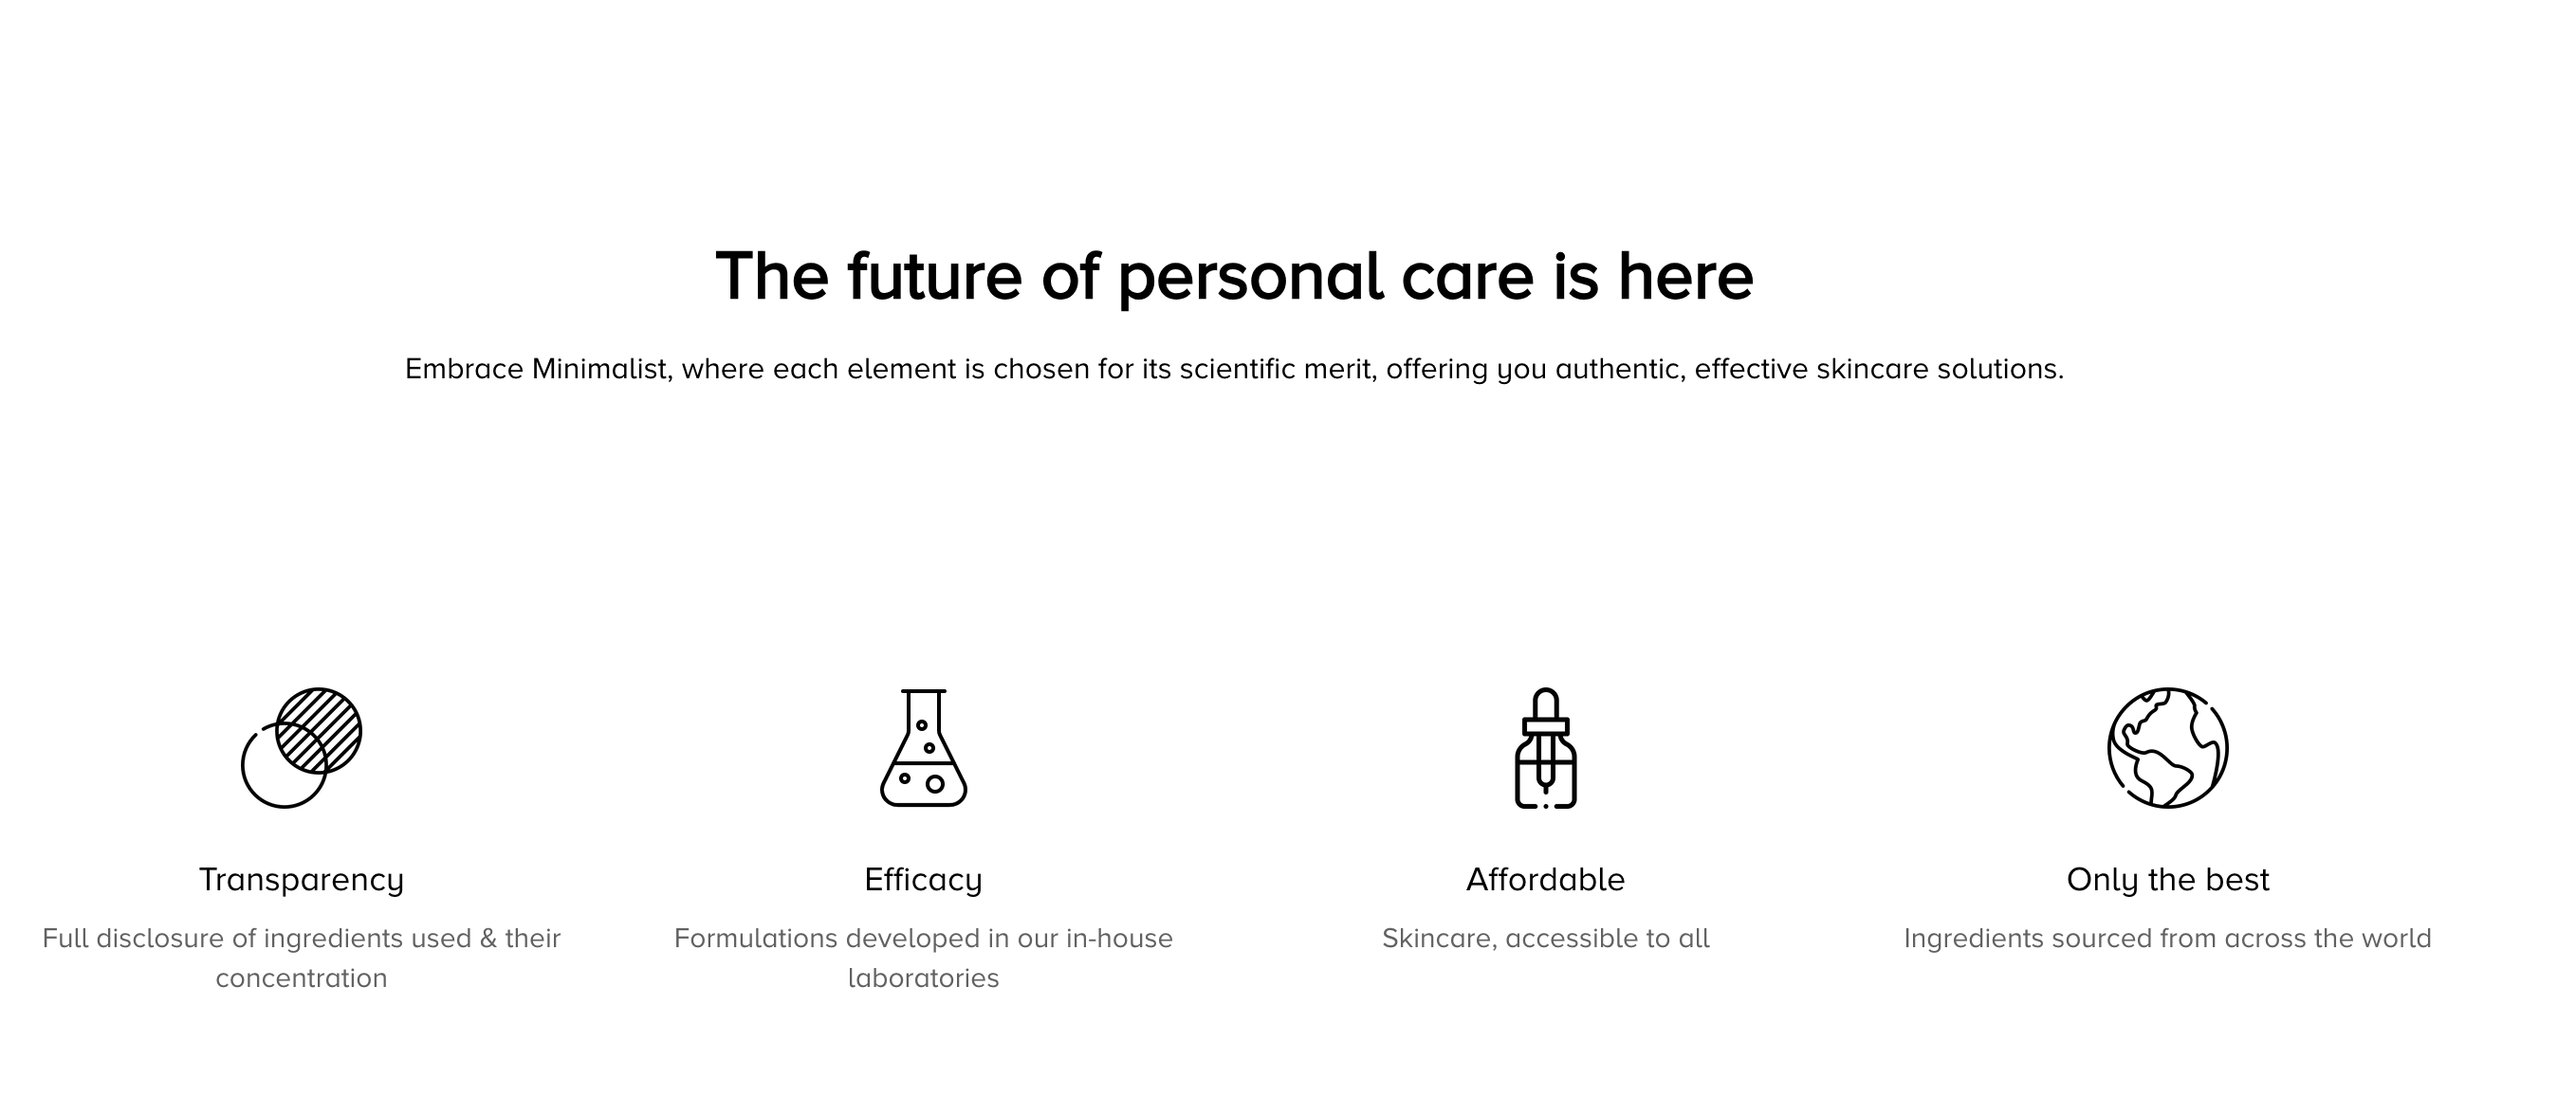 The future of personal care is here
Embrace Minimalist, where each element is chosen for its scientific merit, offering you authentic, effective skincare solutions.
Transparency
Full disclosure of ingredients used & their
concentration
Efficacy
Formulations developed in our in-house
laboratories
Affordable
Skincare, accessible to all
Only the best
Ingredients sourced from across the world